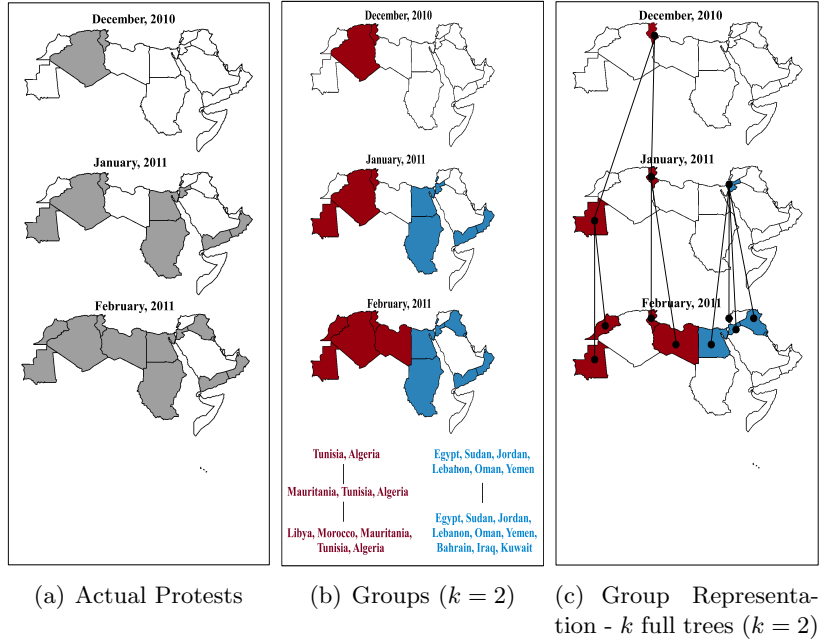 December, 2010
January, 2011
February, 2011
December, 2010
January, 2011
February, 2011
Tunisia, Algeria
Mauritania, Tunisia, Algeria
Libya, Morocco, Mauritania,
Tunisia, Algeria
Egypt, Sudan, Jordan,
Lebanon, Oman, Yemen
Egypt, Sudan, Jordan,
Lebanon, Oman, Yemen,
Bahrain, Iraq, Kuwait
December, 2010
January, 2011
February, 2011
(a) Actual Protests
(b) Groups (k = 2)
(c) Group Representa-
tion - k full trees (k = 2)